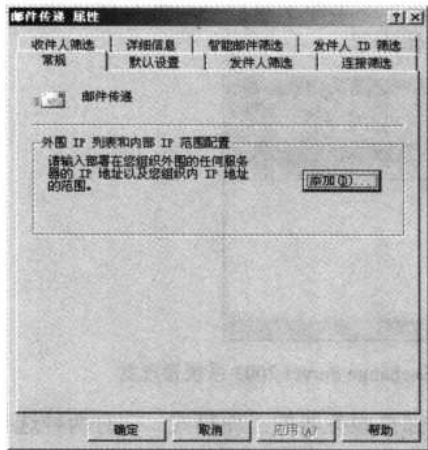 邮件传递 属性
收件人筛选 详细信息 智能邮件筛选 发件人 ID 筛选
常规 默认设置 发件人筛选 连接筛选
邮件传递
外围 IP 列表和内部 IP 范围配置
请输入部署在您组织外围的任何服务
器的 IP 地址以及您组织内 IP 地址
的范围。
添加(D)...
确定 取消 应用(A) 帮助